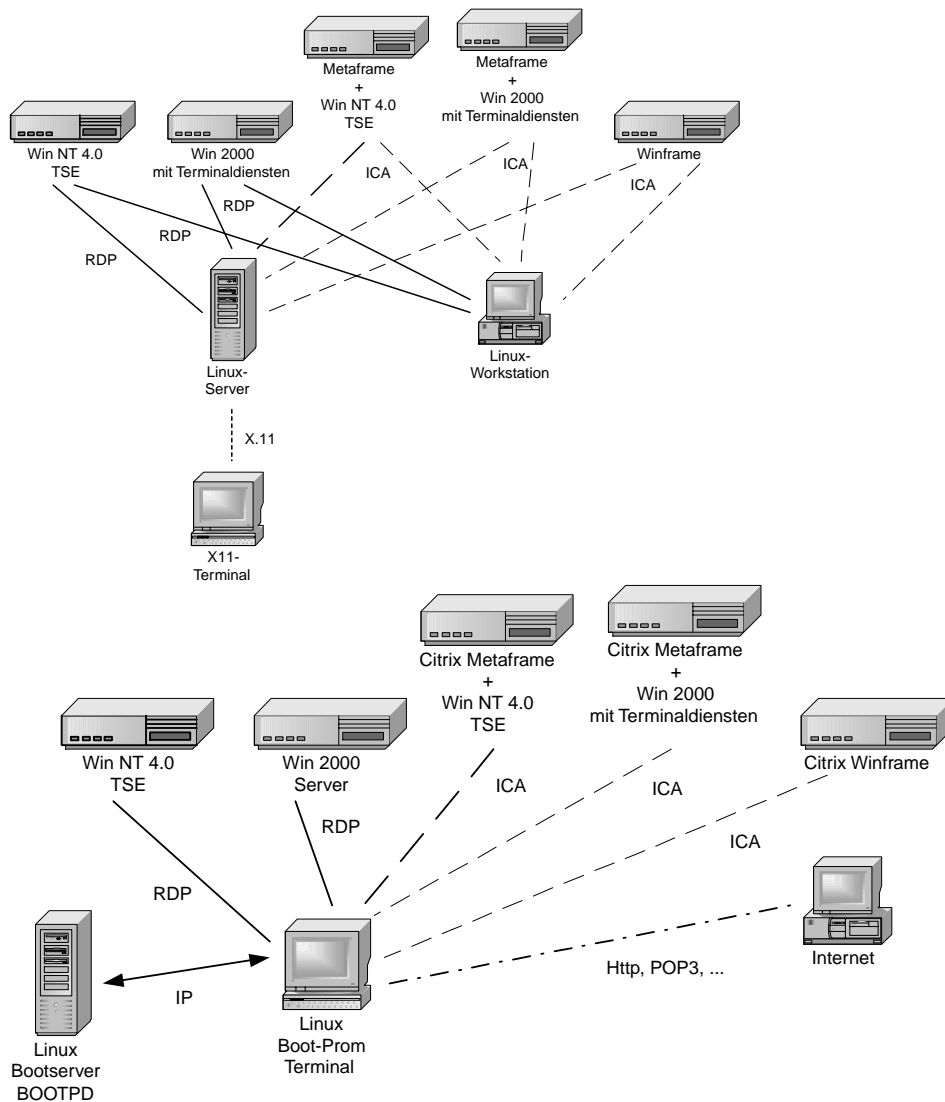 Metaframe
+
Win NT 4.0
TSE
Metaframe
+
Win 2000
mit Terminaldiensten
Win NT 4.0
TSE
Win 2000
mit Terminaldiensten
Winframe
ICA
ICA
ICA
RDP
RDP
RDP
Linux-
Server
Linux-
Workstation
X.11
X11-
Terminal
Citrix Metaframe
+
Win NT 4.0
TSE
Citrix Metaframe
+
Win 2000
mit Terminaldiensten
Win NT 4.0
TSE
Win 2000
Server
Citrix Winframe
ICA
ICA
RDP
ICA
RDP
Internet
Http, POP3, ...
IP
Linux
Bootserver
BOOTPD
Linux
Boot-Prom
Terminal